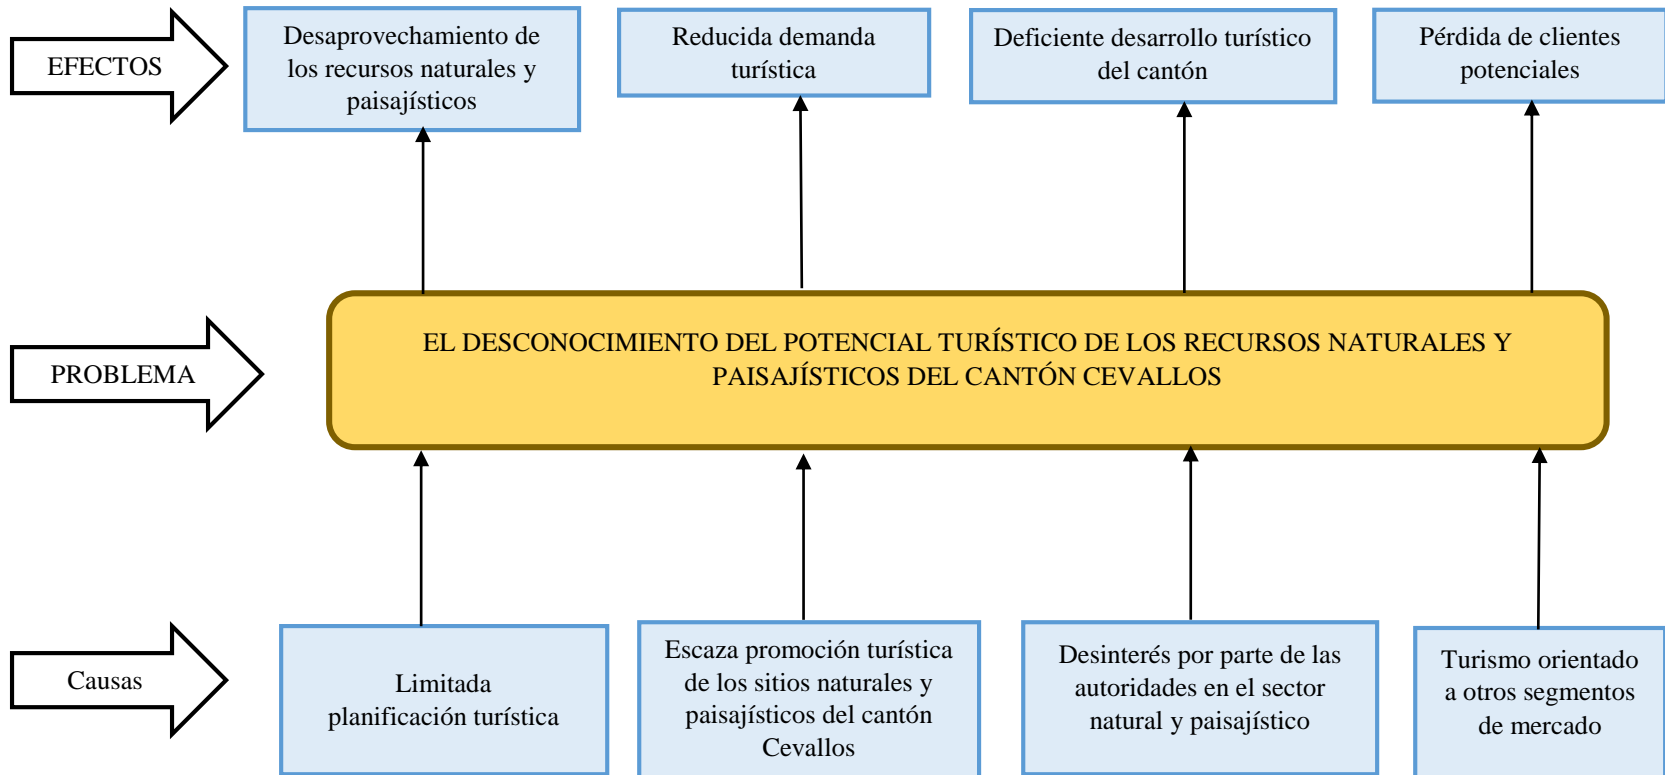 EFECTOS
Desaprovechamiento de
los recursos naturales y
paisajísticos
Reducida demanda
turística
Deficiente desarrollo turístico
del cantón
Pérdida de clientes
potenciales
PROBLEMA
EL DESCONOCIMIENTO DEL POTENCIAL TURÍSTICO DE LOS RECURSOS NATURALES Y
PAISAJÍSTICOS DEL CANTÓN CEVALLOS
Causas
Limitada
planificación turística
Escaza promoción turística
de los sitios naturales y
paisajísticos del cantón
Cevallos
Desinterés por parte de las
autoridades en el sector
natural y paisajístico
Turismo orientado
a otros segmentos
de mercado